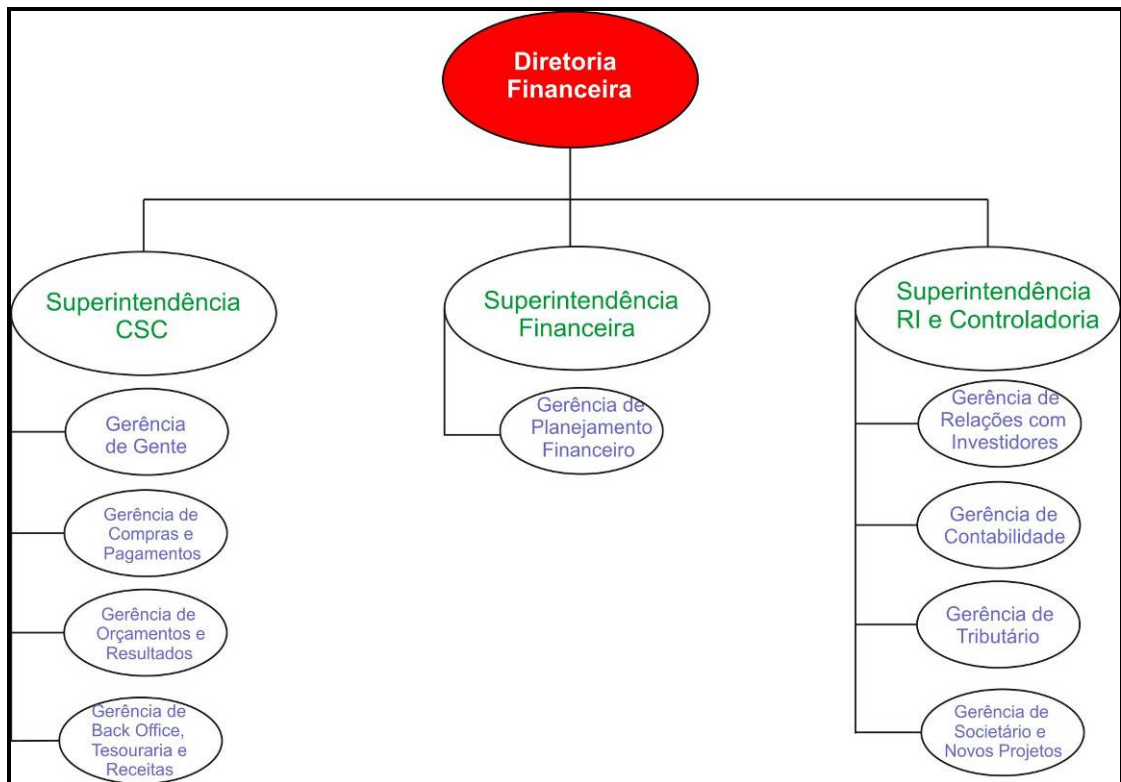 Diretoria
Financeira
Superintendência
CSC
Superintendência
Financeira
Superintendência
RI e Controladoria
Gerência
de Gente
Gerência de
Compras e
Pagamentos
Gerência de
Orçamentos e
Resultados
Gerência de
Back Office,
Tesouraria e
Receitas
Gerência de
Planejamento
Financeiro
Gerência de
Relações com
Investidores
Gerência de
Contabilidade
Gerência de
Tributário
Gerência de
Societário e
Novos Projetos